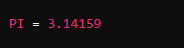 PI = 3.14159